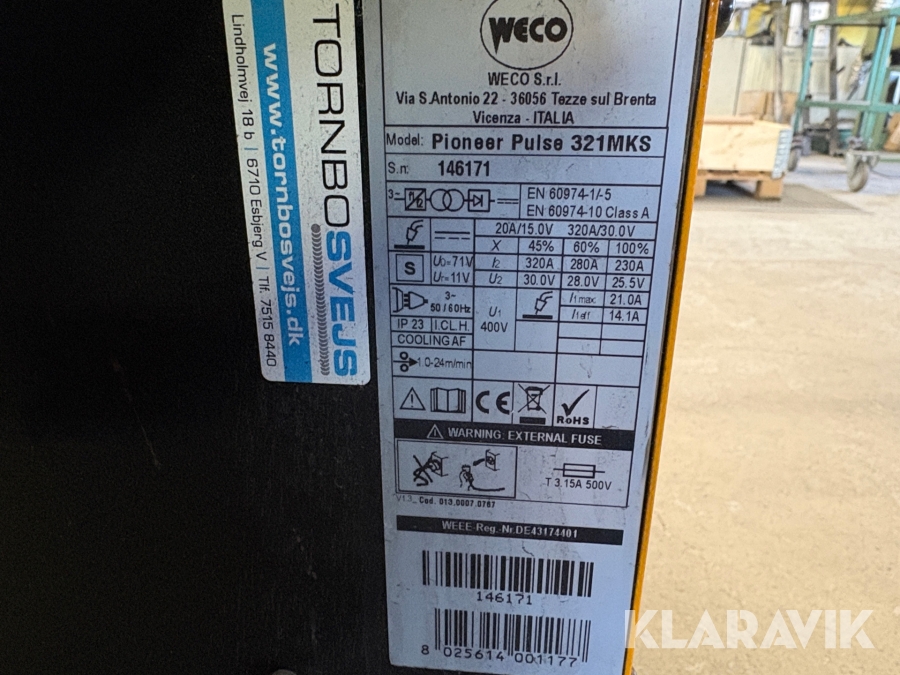 TORNBOSVEJS
www.tornbosvejs.dk
Lindholmvej 18 b | 6710 Esbjerg V | Tlf. 7515 8440
WECO
WECO S.r.l.
Via S.Antonio 22 - 36056 Tezze sul Brenta
Vicenza - ITALIA
Model: Pioneer Pulse 321MKS
S.n: 146171
3~ EN 60974-1/-5
EN 60974-10 Class A
20A/15.0V 320A/30.0V
X 45% 60% 100%
S U0=71V I2 320A 280A 230A
Ur=11V U2 30.0V 28.0V 25.5V
3~ 50/60Hz U1 400V I1max 21.0A
I1eff 14.1A
IP 23 I.CL.H.
COOLING AF
1.0-24m/min
CE RoHS
WARNING: EXTERNAL FUSE
T 3.15A 500V
V1.3_ Cod. 013.0007.0787
WEEE-Reg.-Nr.DE43174401
146171
8 025614 001177
KLARAVIK